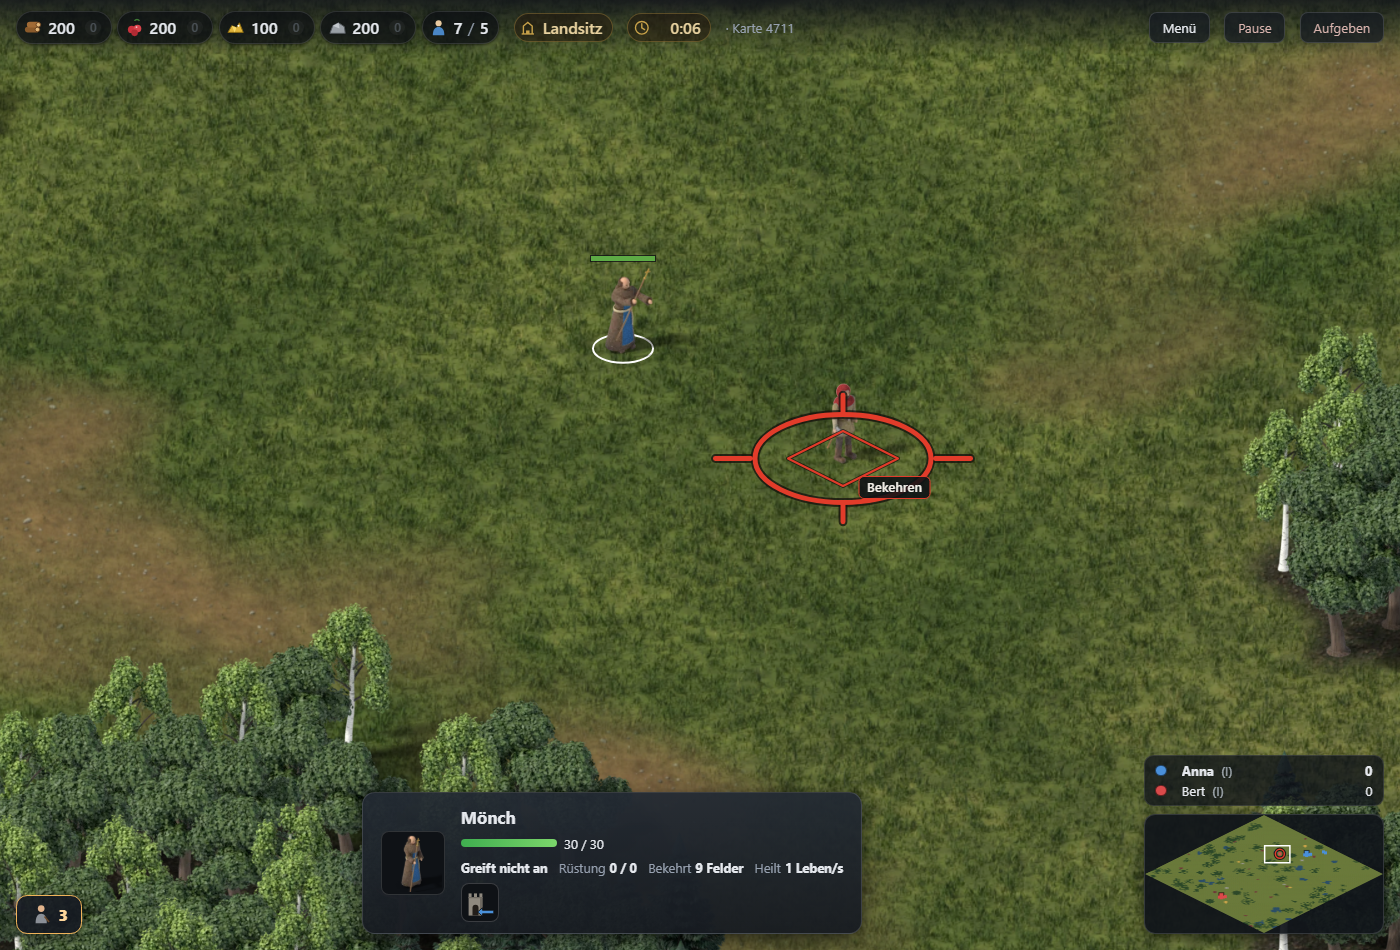 200 0 200 0 100 0 200 0 7 / 5 Landsitz 0:06 · Karte 4711 Menü Pause Aufgeben
Bekehren
Anna (I) 0
Bert (I) 0
Mönch
30 / 30
Greift nicht an Rüstung 0 / 0 Bekehrt 9 Felder Heilt 1 Leben/s
3